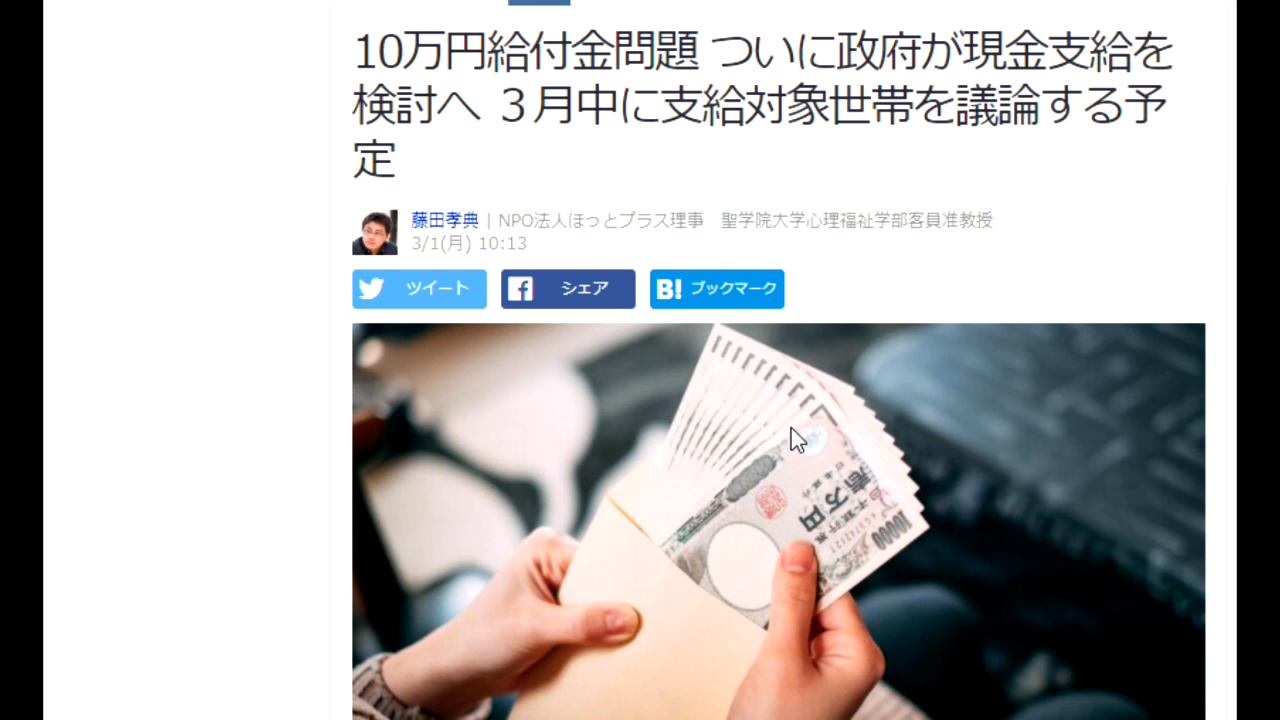 10万円給付金問題 ついに政府が現金支給を
検討へ ３月中に支給対象世帯を議論する予
定
藤田孝典 | NPO法人ほっとプラス理事　聖学院大学心理福祉学部客員准教授
3/1(月) 10:13
ツイート
シェア
B! ブックマーク
壱万円
10000